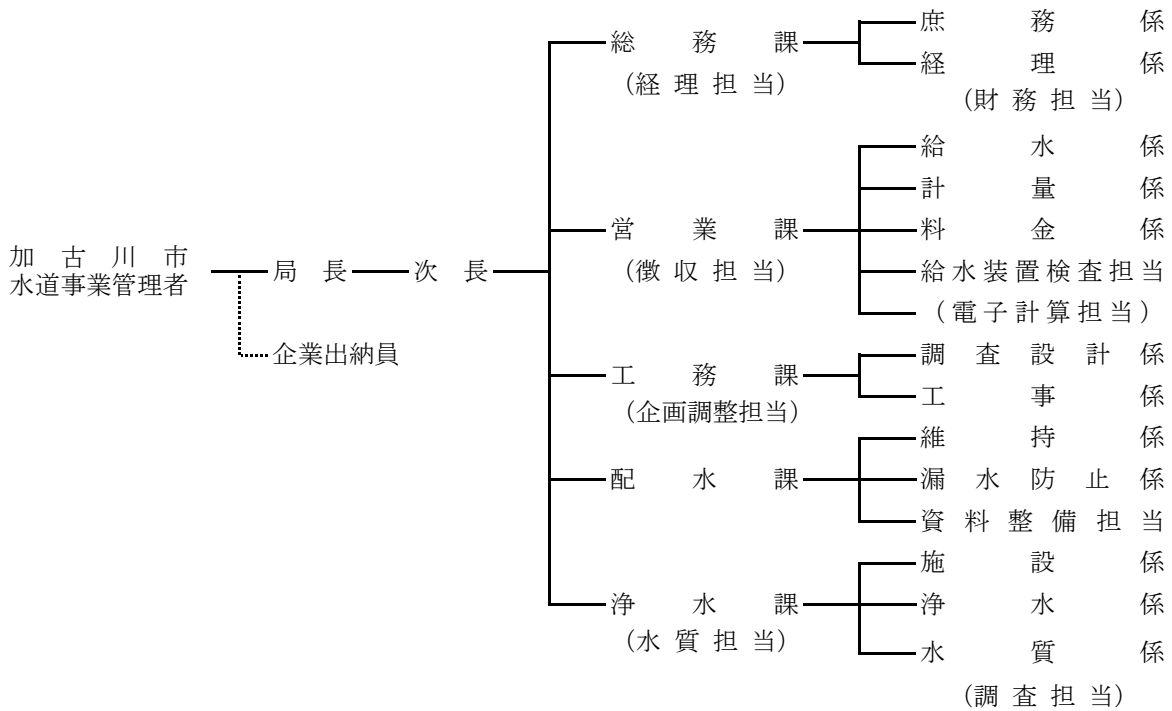 加古川市
水道事業管理者
局長
次長
企業出納員
総務課
（経理担当）
庶務係
経理係
（財務担当）
営業課
（徴収担当）
給水係
計量係
料金係
給水装置検査担当
（電子計算担当）
工務課
（企画調整担当）
調査設計係
工事係
配水課
維持係
漏水防止係
資料整備担当
浄水課
（水質担当）
施設係
浄水係
水質係
（調査担当）